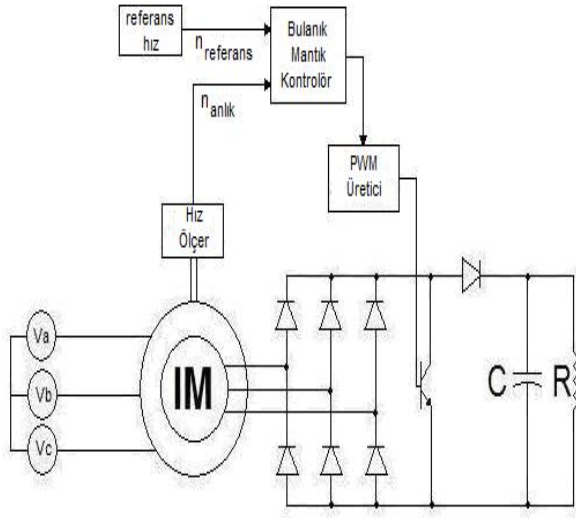 referans
hız
n referans
Bulanık
Mantık
Kontrolör
n anlık
PWM
Üretici
Hız
Ölçer
Va
Vb
Vc
IM
C
R